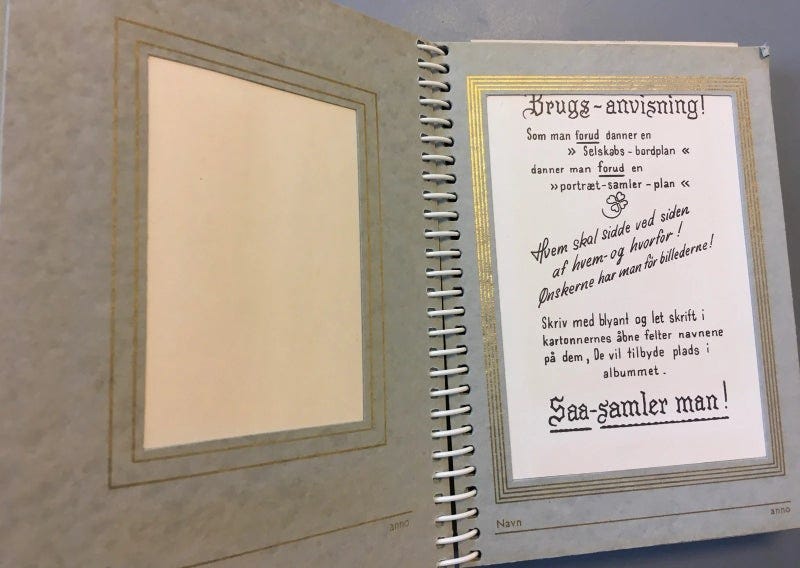 anno
Brugs-anvisning!
Som man forud danner en
» Selskabs-bordplan «
danner man forud en
» portræt-samler-plan «
Hvem skal sidde ved siden
af hvem- og hvorfor!
Ønskerne har man før billederne!
Skriv med blyant og let skrift i
kartonnernes åbne felter navnene
på dem, De vil tilbyde plads i
albummet.
Saa-samler man!
Navn anno